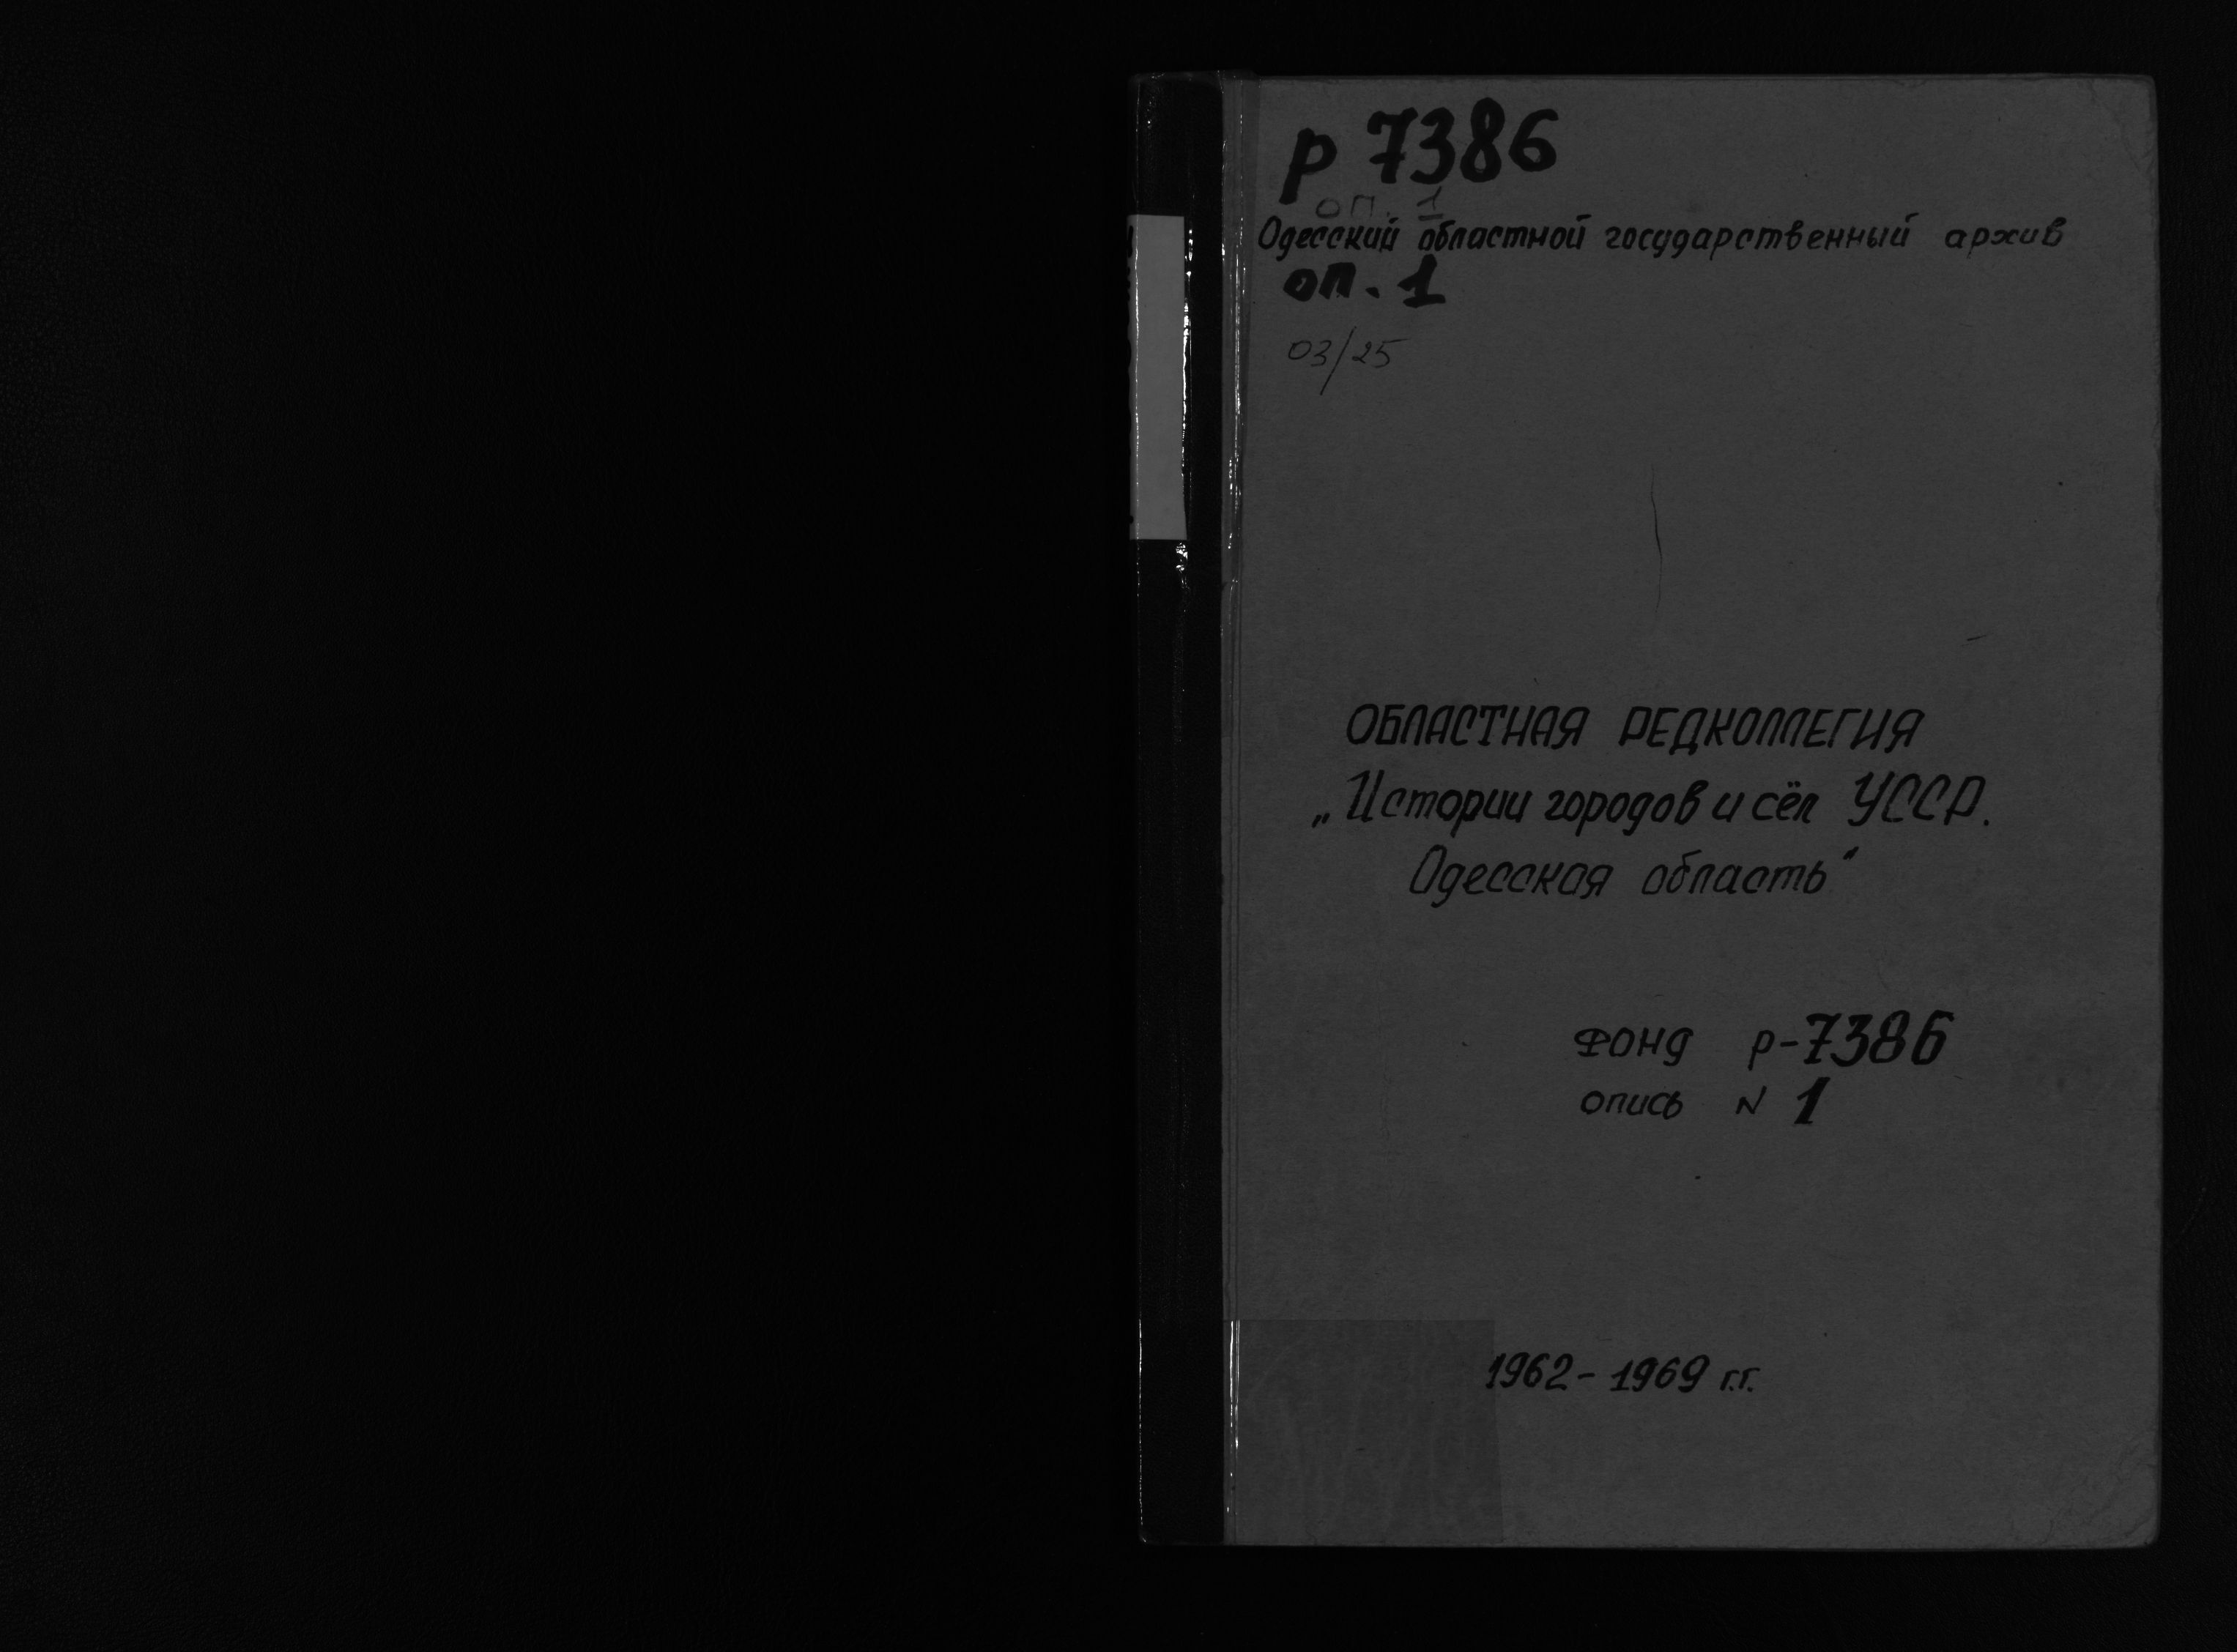 р 7386
оп. 1
Одесский областной государственный архив
оп. 1
03/25
ОБЛАСТНАЯ РЕДКОЛЛЕГИЯ
„Истории городов и сёл УССР.
Одесская область"
ФОНД р-7386
опись N 1
1962 - 1969 г.г.